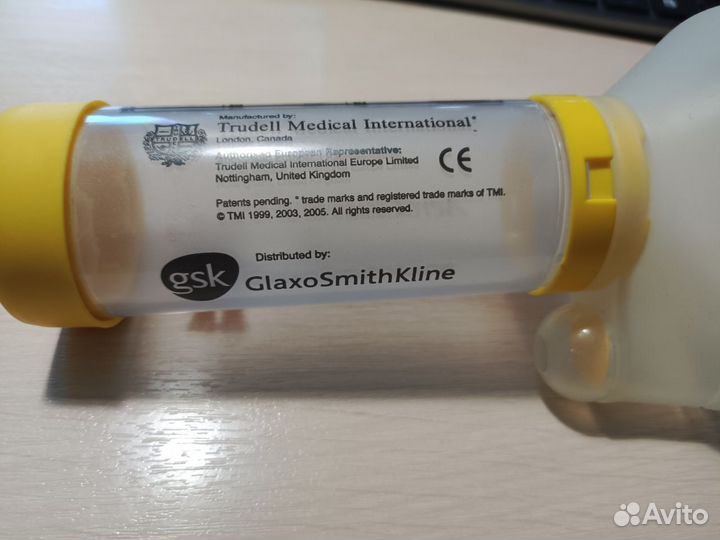 Manufactured by:
TRUDELL
Trudell Medical International*
London, Canada
Authorised European Representative:
Trudell Medical International Europe Limited
Nottingham, United Kingdom
CE
Patents pending. * trade marks and registered trade marks of TMI.
© TMI 1999, 2003, 2005. All rights reserved.
Distributed by:
gsk GlaxoSmithKline
Avito